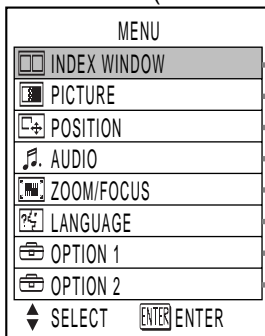 MENU
INDEX WINDOW
PICTURE
POSITION
AUDIO
ZOOM/FOCUS
LANGUAGE
OPTION 1
OPTION 2
SELECT ENTER ENTER